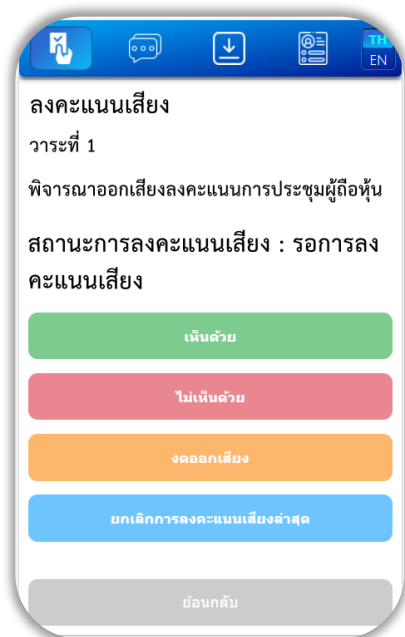 TH
EN
ลงคะแนนเสียง
วาระที่ 1
พิจารณาออกเสียงลงคะแนนการประชุมผู้ถือหุ้น
สถานะการลงคะแนนเสียง : รอการลง
คะแนนเสียง
เห็นด้วย
ไม่เห็นด้วย
งดออกเสียง
ยกเลิกการลงคะแนนเสียงล่าสุด
ย้อนกลับ